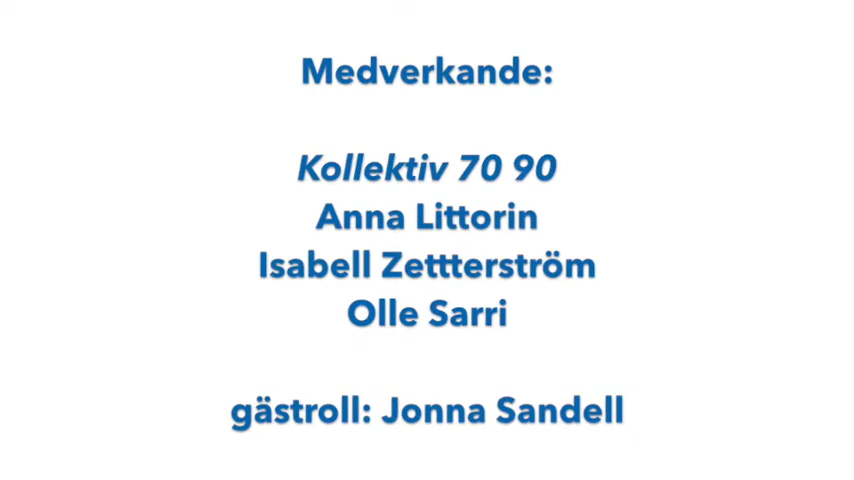 Medverkande:
Kollektiv 70 90
Anna Littorin
Isabell Zettterström
Olle Sarri
gästroll: Jonna Sandell